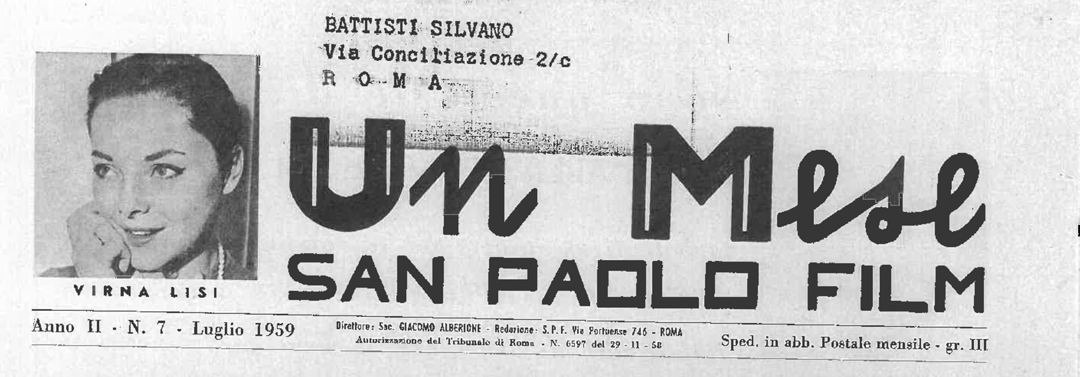 BATTISTI SILVANO
Via Conciliazione 2/c
R O M A
Un Mese
SAN PAOLO FILM
VIRNA LISI
Anno II - N. 7 - Luglio 1959
Direttore: Sac. GIACOMO ALBERIONE - Redazione: S.P.F. Via Portuense 746 - ROMA
Autorizzazione del Tribunale di Roma - N. 6597 del 29 - 11 - 58
Sped. in abb. Postale mensile - gr. III